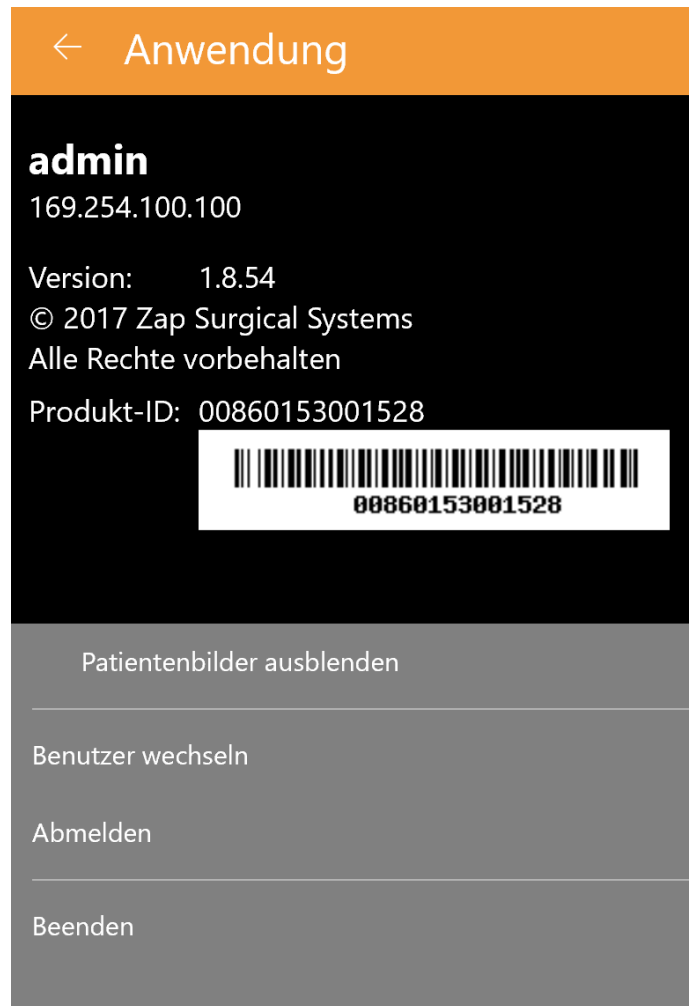 ← Anwendung
admin
169.254.100.100
Version: 1.8.54
© 2017 Zap Surgical Systems
Alle Rechte vorbehalten
Produkt-ID: 00860153001528
00860153001528
Patientenbilder ausblenden
Benutzer wechseln
Abmelden
Beenden